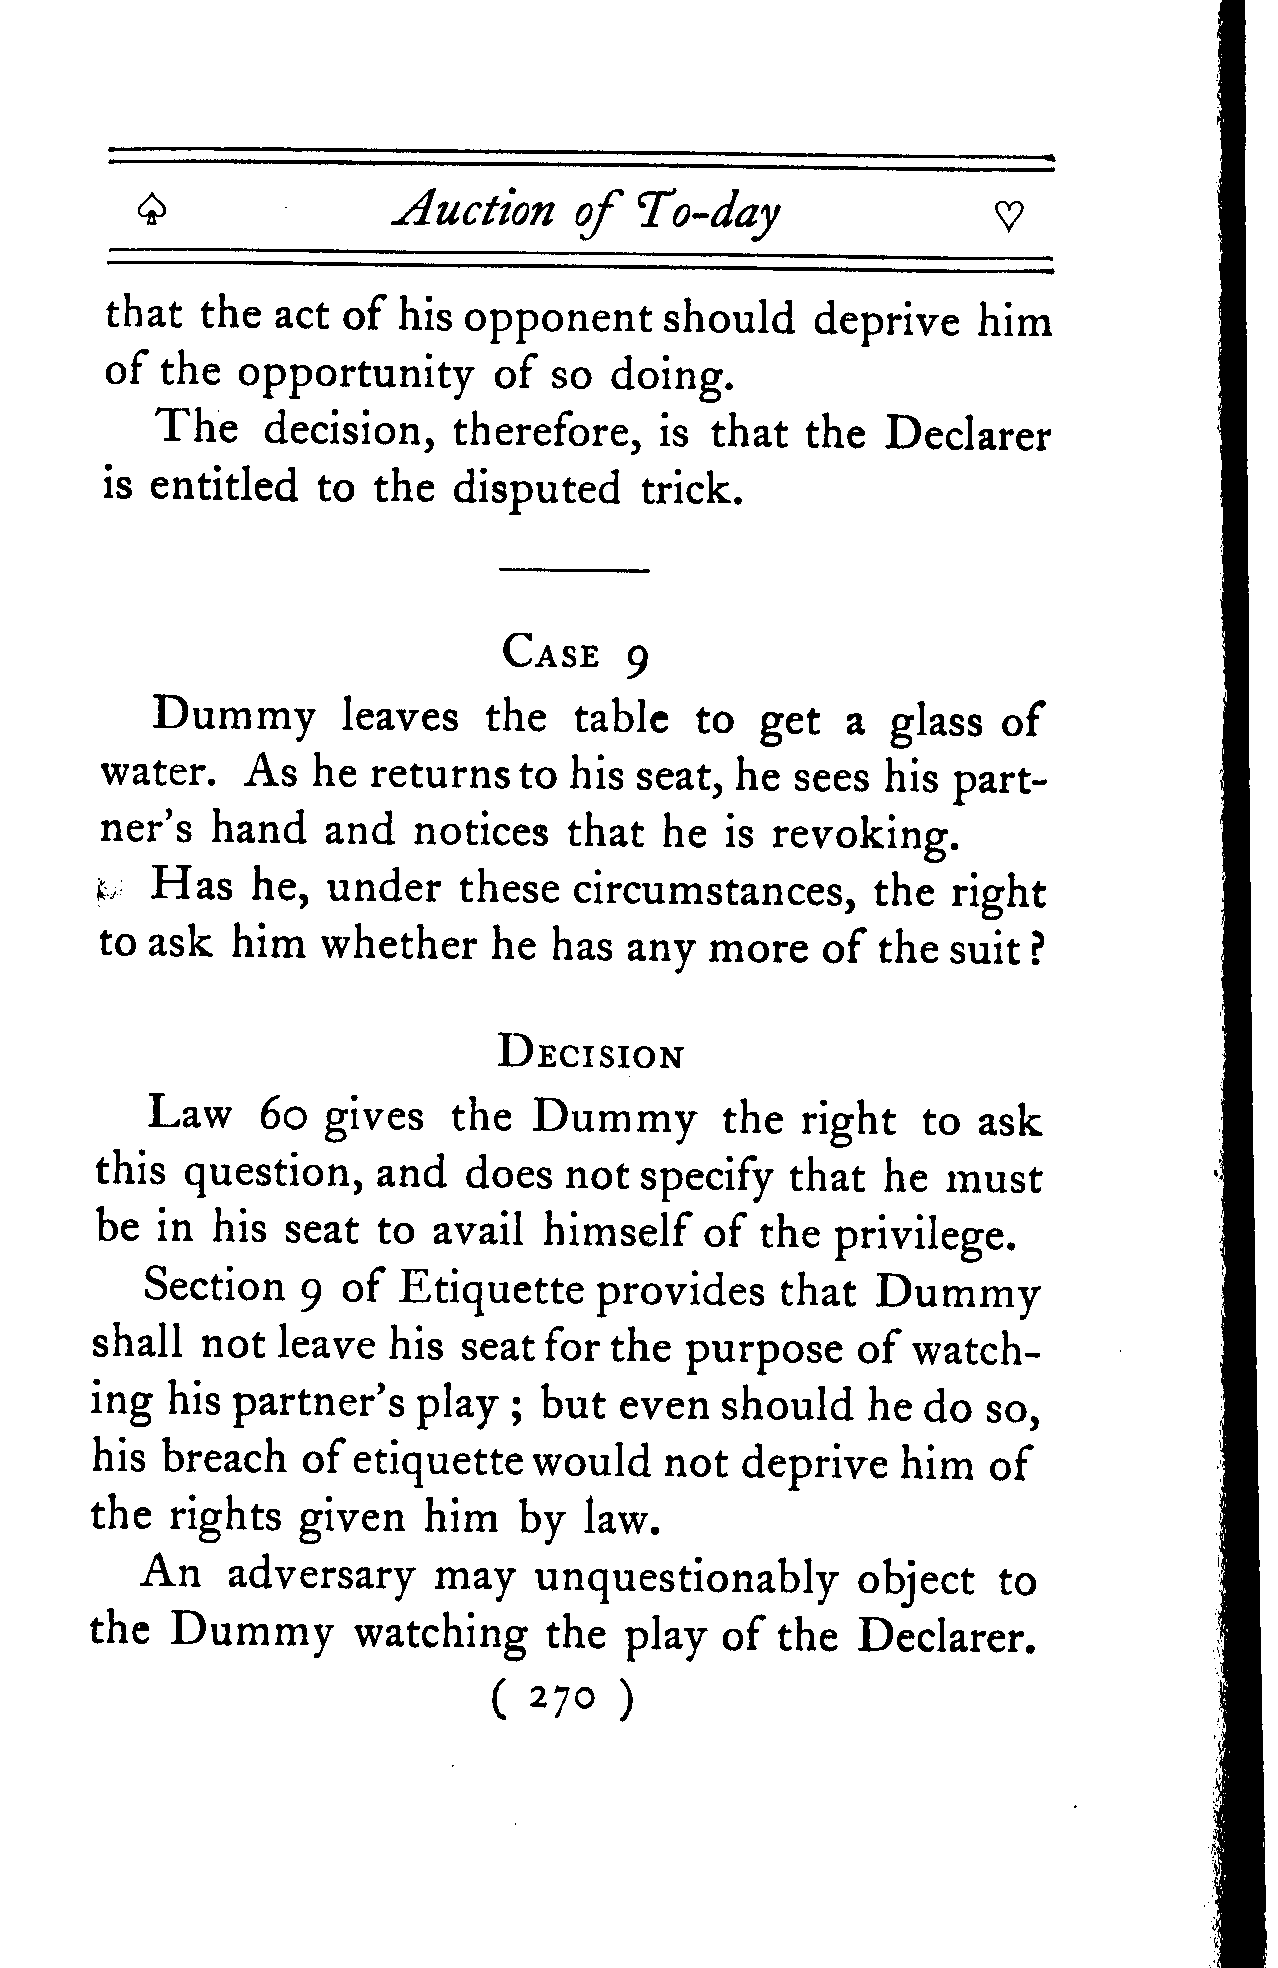 ♤ Auction of To-day ♡
that the act of his opponent should deprive him
of the opportunity of so doing.
The decision, therefore, is that the Declarer
is entitled to the disputed trick.
CASE 9
Dummy leaves the table to get a glass of
water. As he returns to his seat, he sees his part-
ner's hand and notices that he is revoking.
Has he, under these circumstances, the right
to ask him whether he has any more of the suit?
DECISION
Law 60 gives the Dummy the right to ask
this question, and does not specify that he must
be in his seat to avail himself of the privilege.
Section 9 of Etiquette provides that Dummy
shall not leave his seat for the purpose of watch-
ing his partner's play; but even should he do so,
his breach of etiquette would not deprive him of
the rights given him by law.
An adversary may unquestionably object to
the Dummy watching the play of the Declarer.
( 270 )